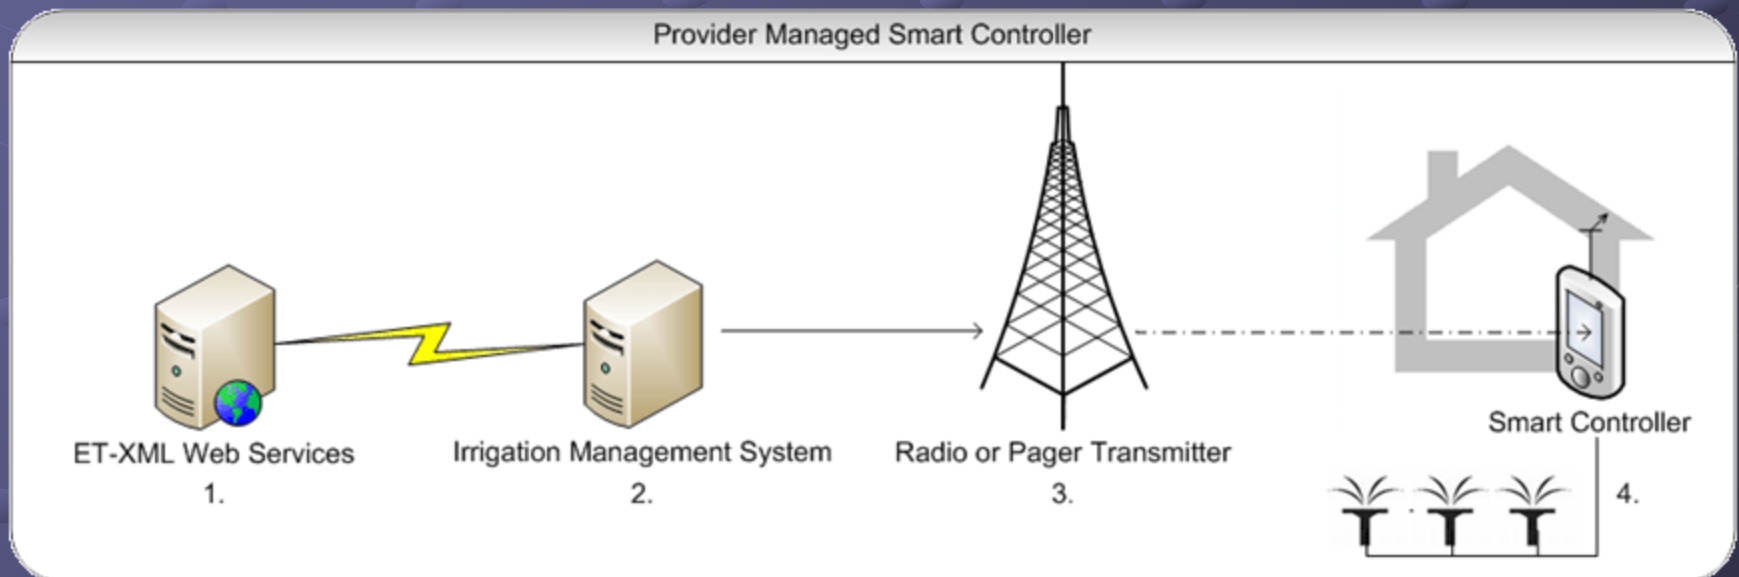 Provider Managed Smart Controller
ET-XML Web Services
1.
Irrigation Management System
2.
Radio or Pager Transmitter
3.
Smart Controller
4.